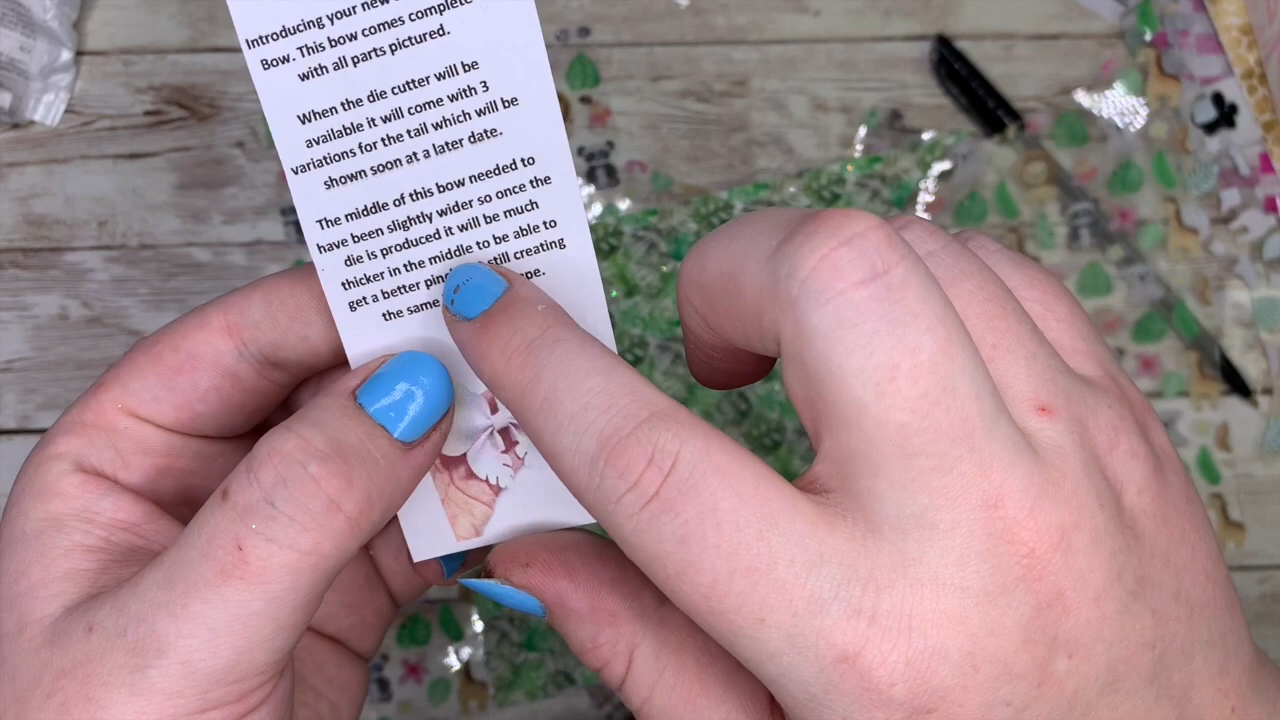 Introducing your new
Bow. This bow comes complete
with all parts pictured.
When the die cutter will be
available it will come with 3
variations for the tail which will be
shown soon at a later date.
The middle of this bow needed to
have been slightly wider so once the
die is produced it will be much
thicker in the middle to be able to
get a better still creating
the same